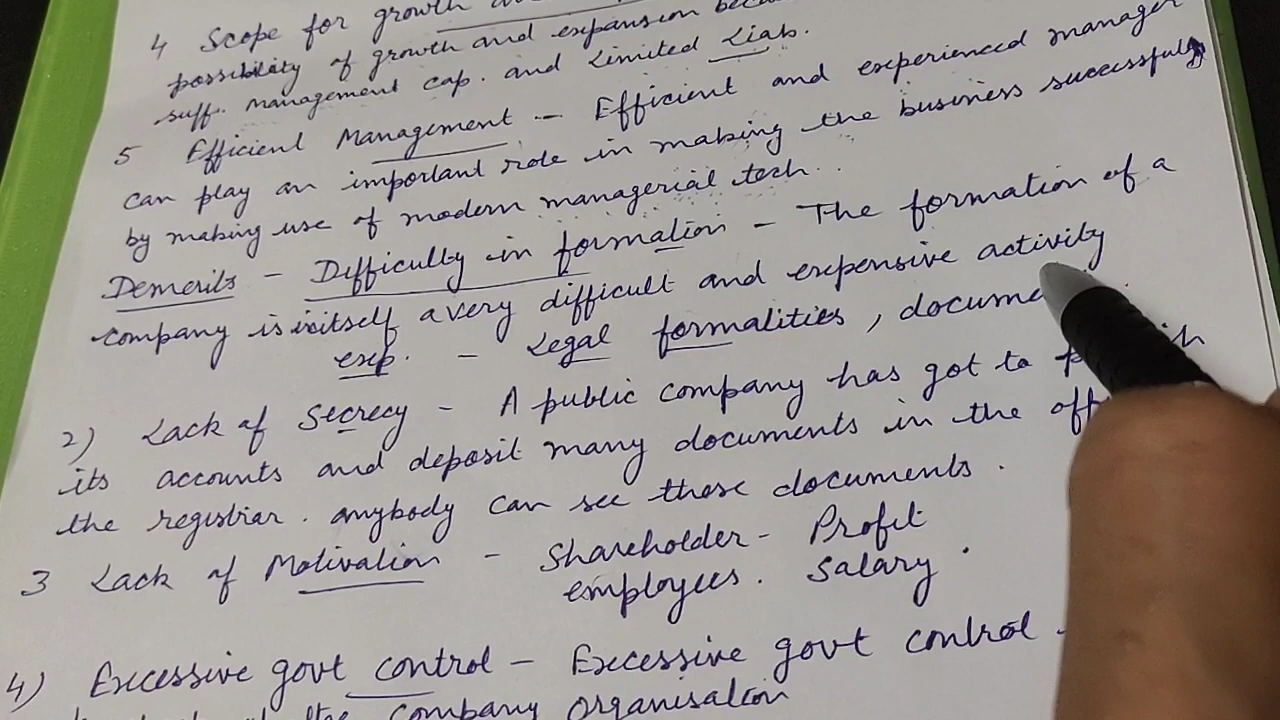 4 Scope for growth
possibility of growth and expansion
suff. management cap. and Limited Liab.
5 Efficient Management - Efficient and experienced manager
can play an important role in making the business successfully
by making use of modern managerial tech.
Demerits - Difficulty in formation - The formation of a
company is itself a very difficult and expensive activity
exp. - Legal formalities,
2) Lack of Secrecy - A public company has got to
its accounts and deposit many documents in the
the registrar. anybody can see these documents.
3 Lack of Motivation - Shareholder - Profit
employees. Salary.
4) Excessive govt control - Excessive govt control -
the company organisation